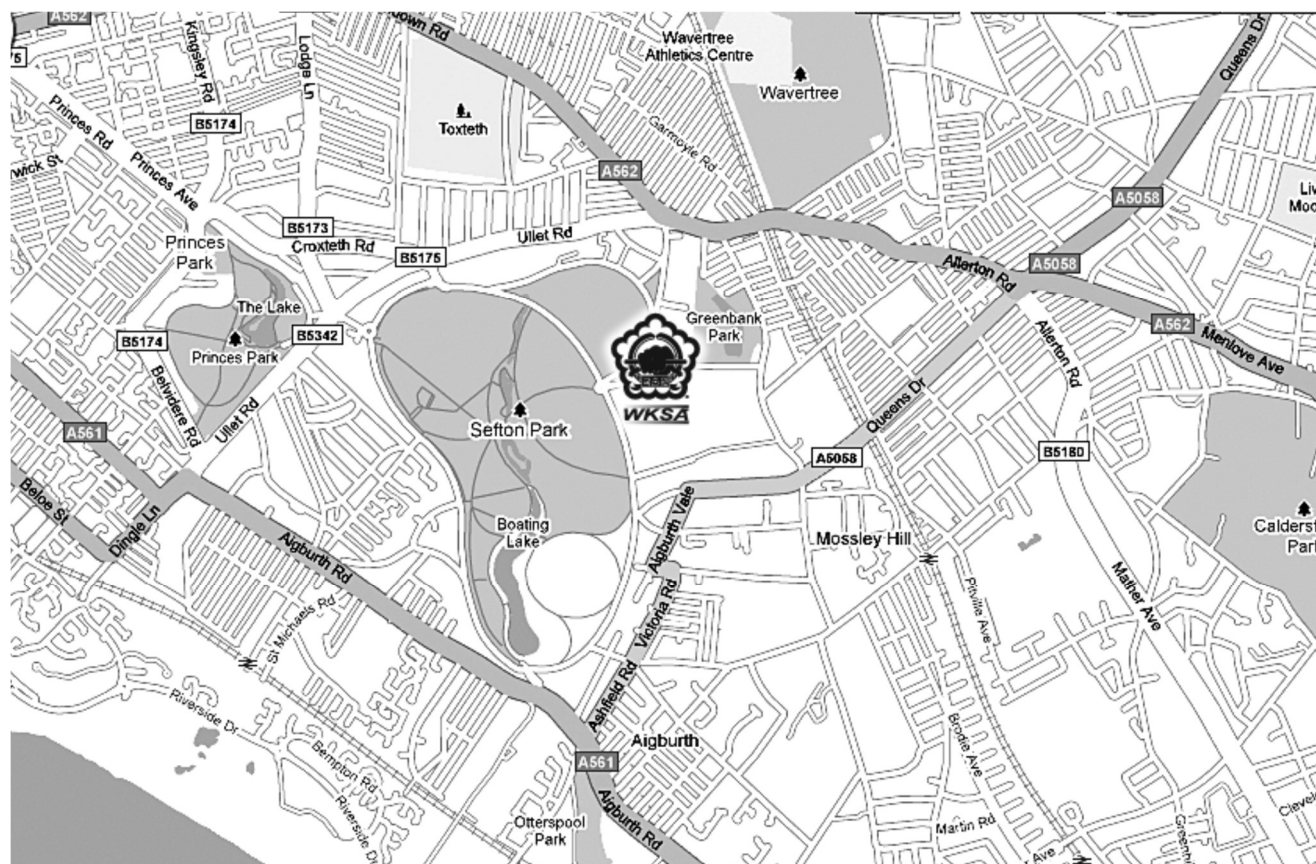 A562
down Rd
Kingsley Rd
Lodge Ln
Wavertree
Athletics Centre
Queens Dr
Wavertree
Princes Rd
B5174
Toxteth
Garmoyle Rd
rwick St
Princes Ave
A562
A5058
Liv
B5173
Ullet Rd
Croxteth Rd
Princes
Park
B5175
Allerton Rd
A5058
The Lake
Greenbank
Park
A562
Menlove Ave
B5174
B5342
Princes Park
Allerton Rd
WKSA
Belvidere Rd
Ullet Rd
Sefton Park
Queens Dr
A561
A5058
B5180
Beloe St
Dingle Ln
Aigburth Vale
Boating
Lake
Mossley Hill
Park
Aigburth Rd
Victoria Rd
Pitville Ave
Mather Ave
St Michaels Rd
Ashfield Rd
Riverside Dr
Bempton Rd
Brodie Ave
Aigburth
A561
Riverside Dr
Aigburth Rd
Otterspool
Park
Martin Rd